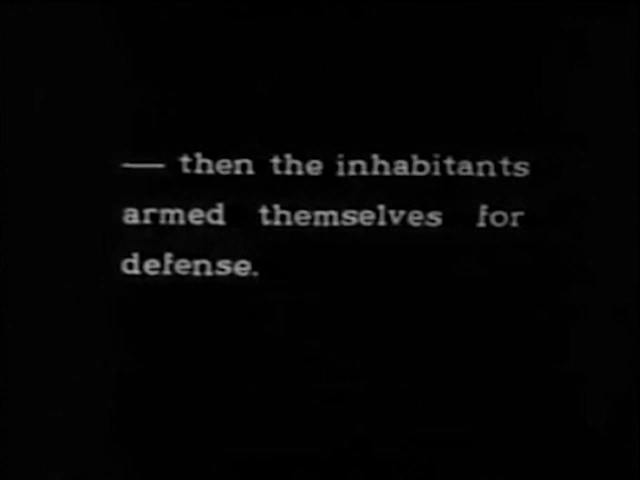 — then the inhabitants
armed themselves for
defense.